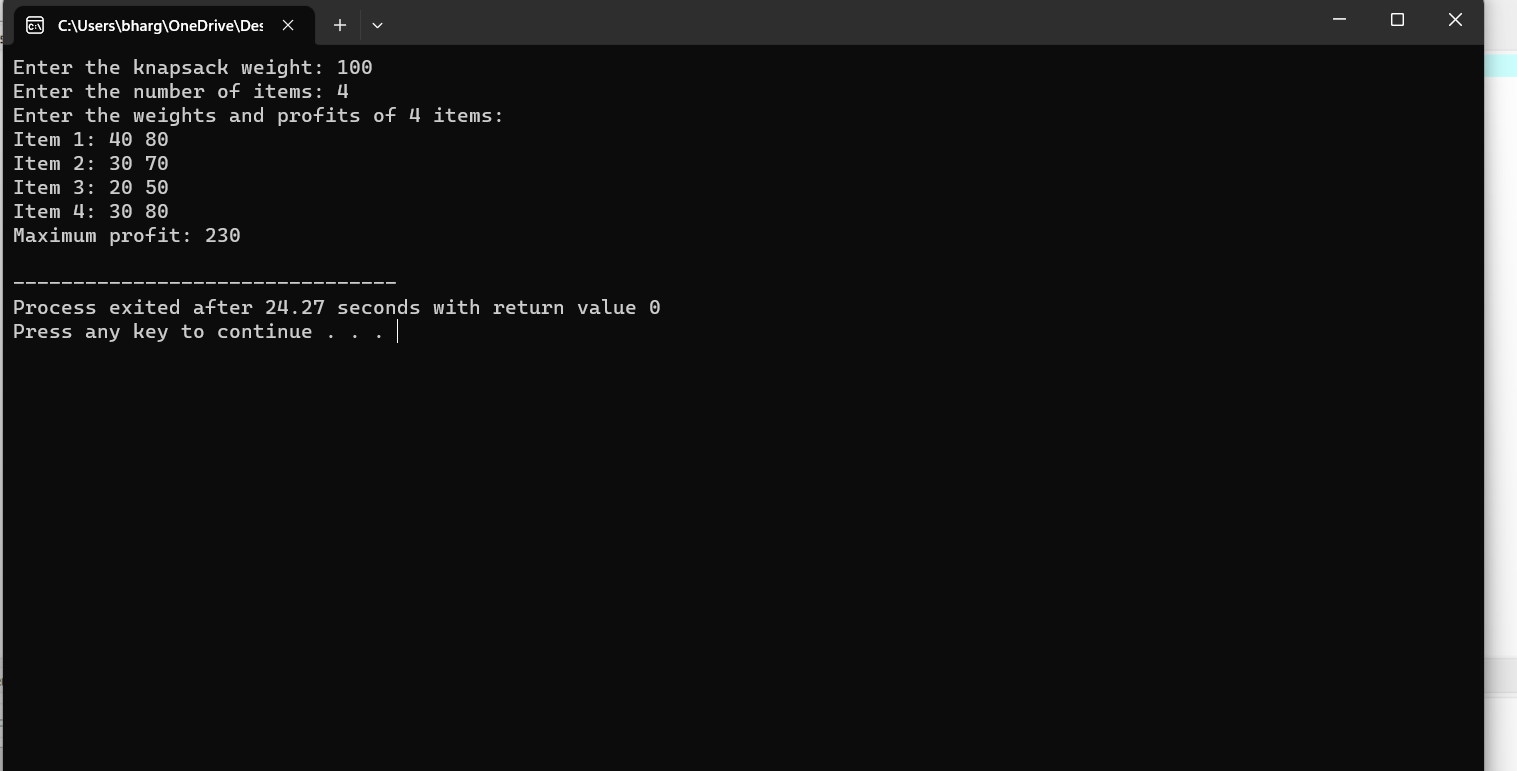 C:\Users\bharg\OneDrive\Des
Enter the knapsack weight: 100
Enter the number of items: 4
Enter the weights and profits of 4 items:
Item 1: 40 80
Item 2: 30 70
Item 3: 20 50
Item 4: 30 80
Maximum profit: 230
--------------------------------
Process exited after 24.27 seconds with return value 0
Press any key to continue . . .